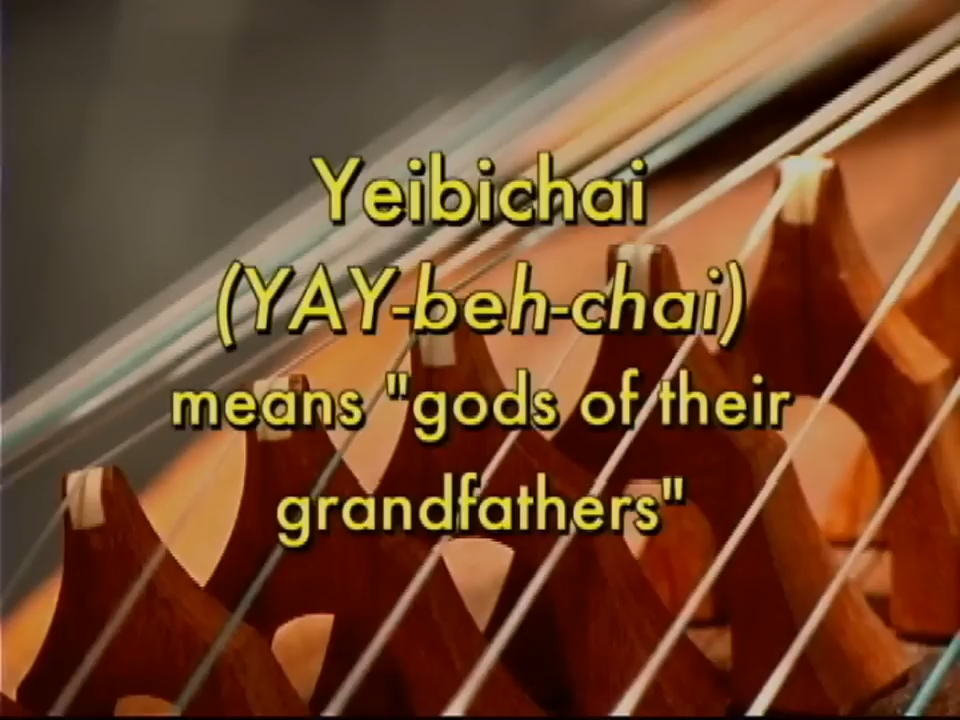 Yeibichai
(YAY-beh-chai)
means "gods of their
grandfathers"